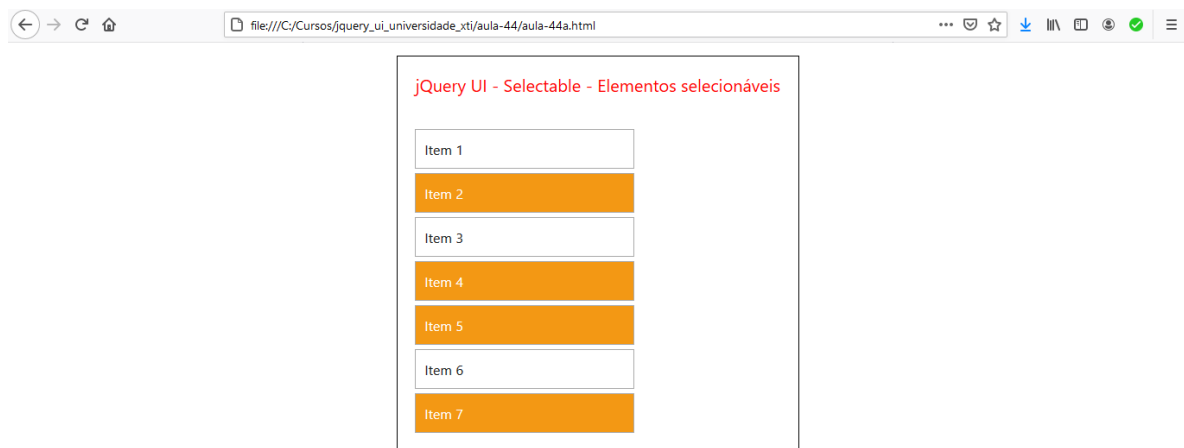 file:///C:/Cursos/jquery_ui_universidade_xti/aula-44/aula-44a.html
jQuery UI - Selectable - Elementos selecionáveis
Item 1
Item 2
Item 3
Item 4
Item 5
Item 6
Item 7